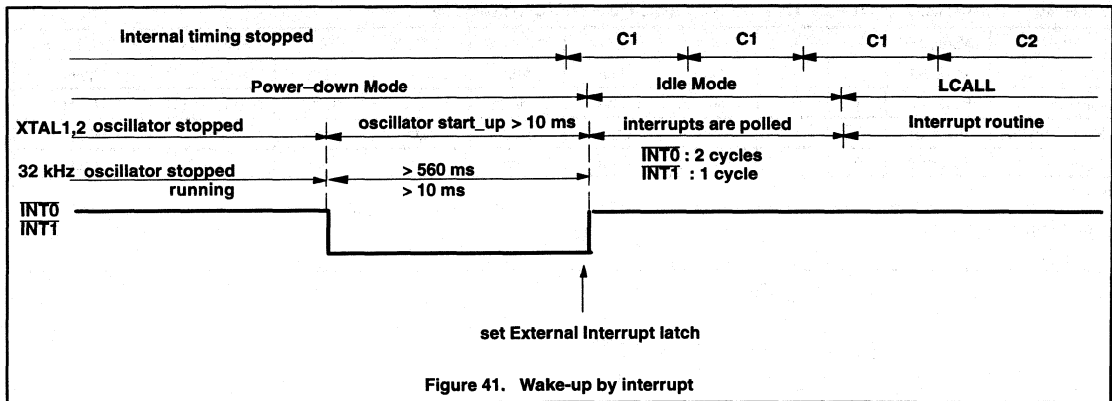 Internal timing stopped C1 C1 C1 C2
Power–down Mode Idle Mode LCALL
XTAL1,2 oscillator stopped oscillator start_up > 10 ms interrupts are polled Interrupt routine
INT0 : 2 cycles
INT1 : 1 cycle
32 kHz oscillator stopped > 560 ms
running > 10 ms
INT0
INT1
set External Interrupt latch
Figure 41. Wake-up by interrupt